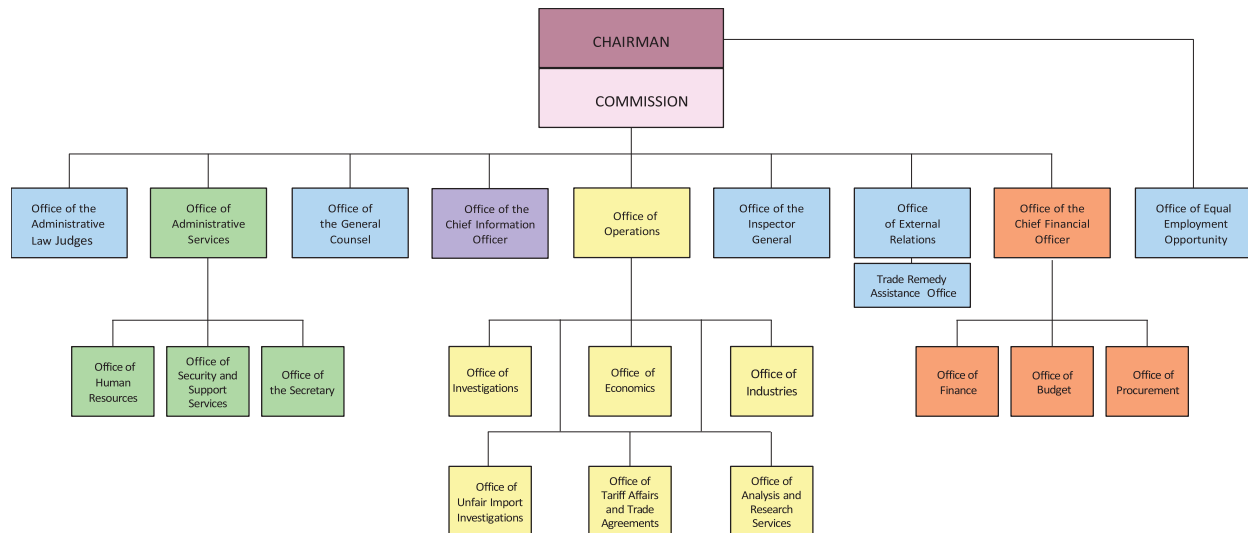 CHAIRMAN
COMMISSION
Office of the
Administrative
Law Judges
Office of
Administrative
Services
Office of
the General
Counsel
Office of the
Chief Information
Officer
Office of
Operations
Office of the
Inspector
General
Office
of External
Relations
Office of the
Chief Financial
Officer
Office of Equal
Employment
Opportunity
Trade Remedy
Assistance Office
Office of
Human
Resources
Office of
Security and
Support
Services
Office of
the Secretary
Office of
Investigations
Office of
Economics
Office of
Industries
Office of
Finance
Office of
Budget
Office of
Procurement
Office of
Unfair Import
Investigations
Office of
Tariff Affairs
and Trade
Agreements
Office of
Analysis and
Research
Services